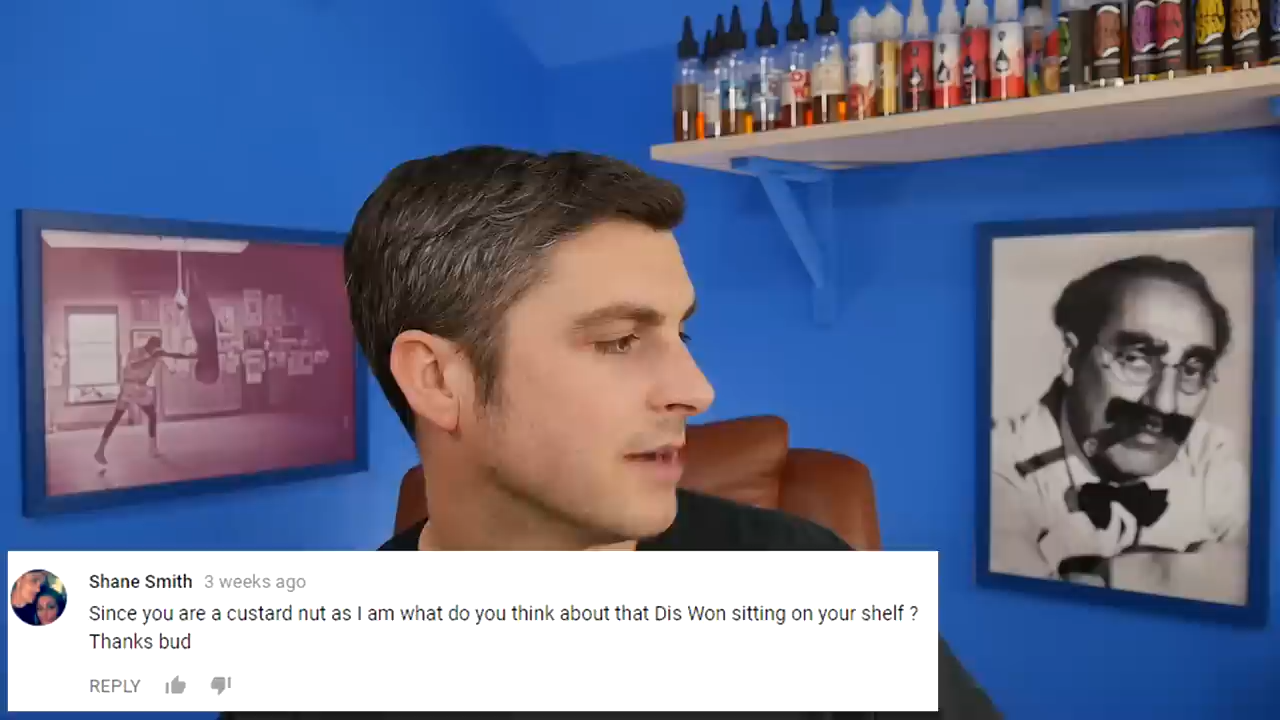 Shane Smith 3 weeks ago
Since you are a custard nut as I am what do you think about that Dis Won sitting on your shelf ?
Thanks bud
REPLY